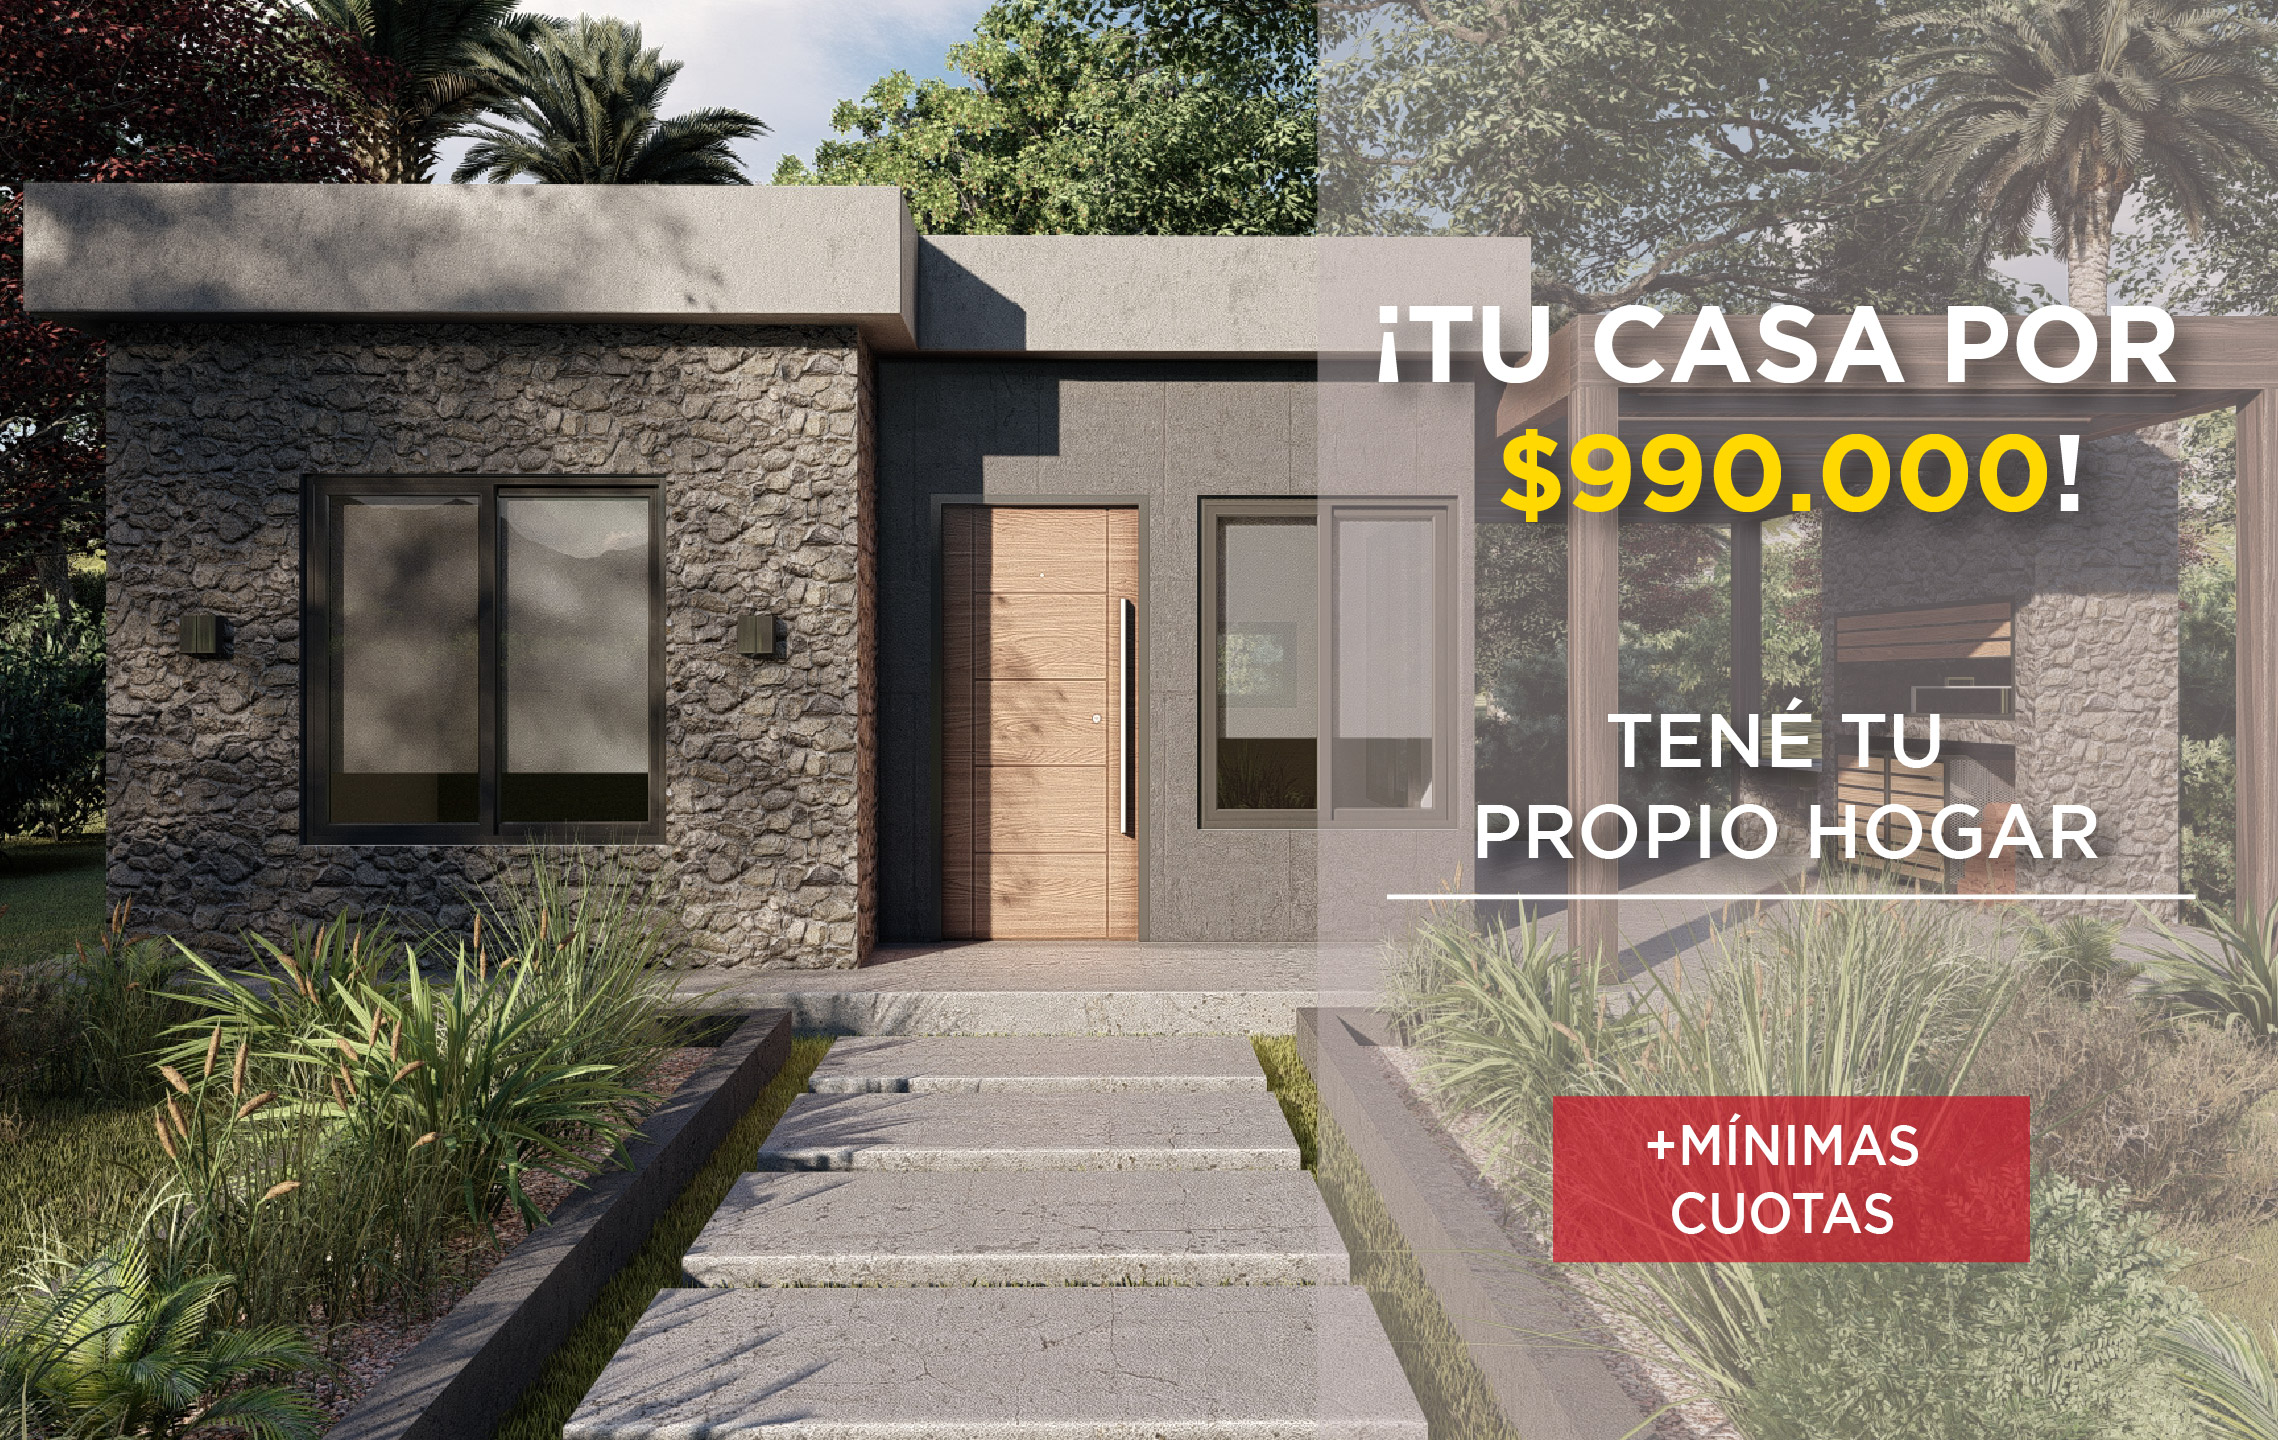 ¡TU CASA POR
$990.000!
TENÉ TU
PROPIO HOGAR
+MÍNIMAS
CUOTAS